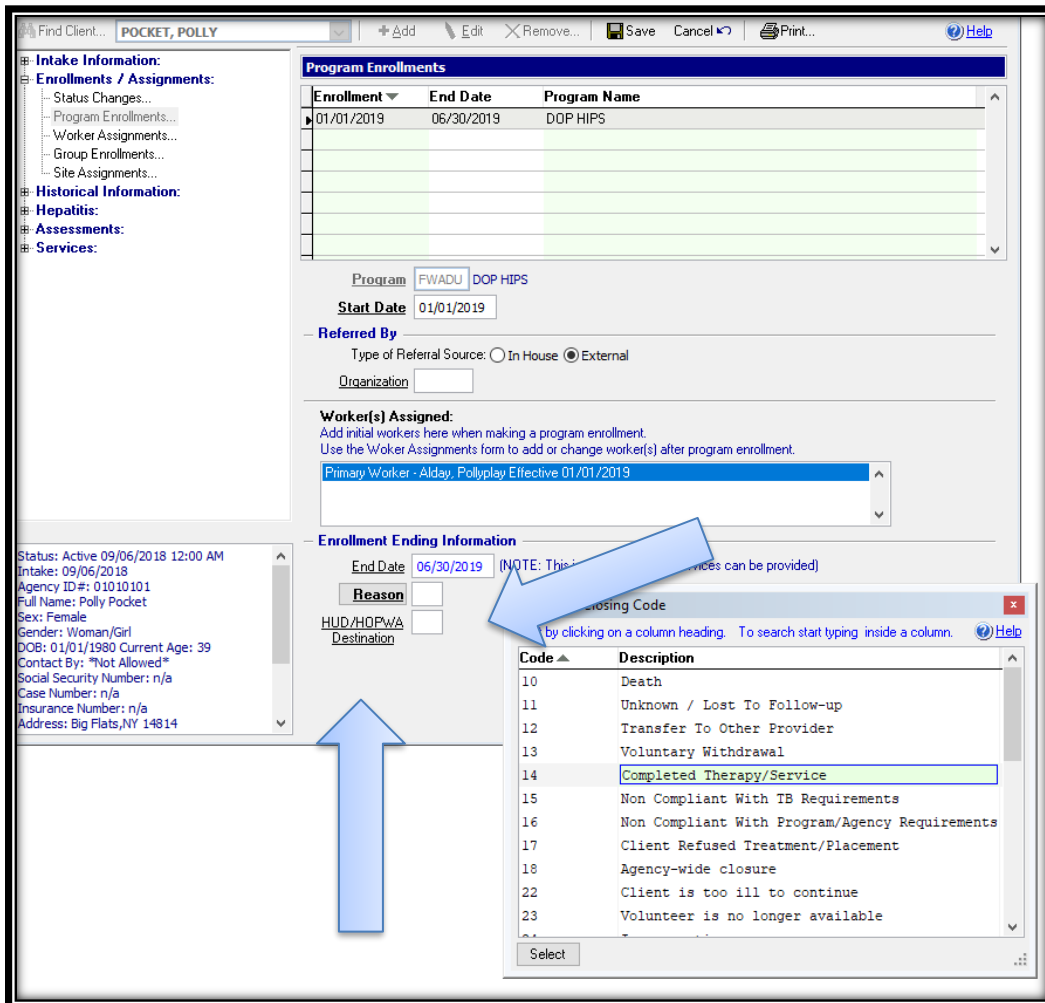 Find Client... POCKET, POLLY Add Edit Remove... Save Cancel Print... Help
Intake Information:
Enrollments / Assignments:
Status Changes...
Program Enrollments...
Worker Assignments...
Group Enrollments...
Site Assignments...
Historical Information:
Hepatitis:
Assessments:
Services:
Program Enrollments
Enrollment End Date Program Name
01/01/2019 06/30/2019 DOP HIPS
Program FWADU DOP HIPS
Start Date 01/01/2019
Referred By
Type of Referral Source: In House External
Organization
Worker(s) Assigned:
Add initial workers here when making a program enrollment.
Use the Woker Assignments form to add or change worker(s) after program enrollment.
Primary Worker - Alday, Pollyplay Effective 01/01/2019
Enrollment Ending Information
End Date 06/30/2019 (NOTE: This can be provided)
Reason
HUD/HOPWA
Destination
Status: Active 09/06/2018 12:00 AM
Intake: 09/06/2018
Agency ID#: 01010101
Full Name: Polly Pocket
Sex: Female
Gender: Woman/Girl
DOB: 01/01/1980 Current Age: 39
Contact By: *Not Allowed*
Social Security Number: n/a
Case Number: n/a
Insurance Number: n/a
Address: Big Flats,NY 14814
Closing Code
by clicking on a column heading. To search start typing inside a column. Help
Code Description
10 Death
11 Unknown / Lost To Follow-up
12 Transfer To Other Provider
13 Voluntary Withdrawal
14 Completed Therapy/Service
15 Non Compliant With TB Requirements
16 Non Compliant With Program/Agency Requirements
17 Client Refused Treatment/Placement
18 Agency-wide closure
22 Client is too ill to continue
23 Volunteer is no longer available
Select